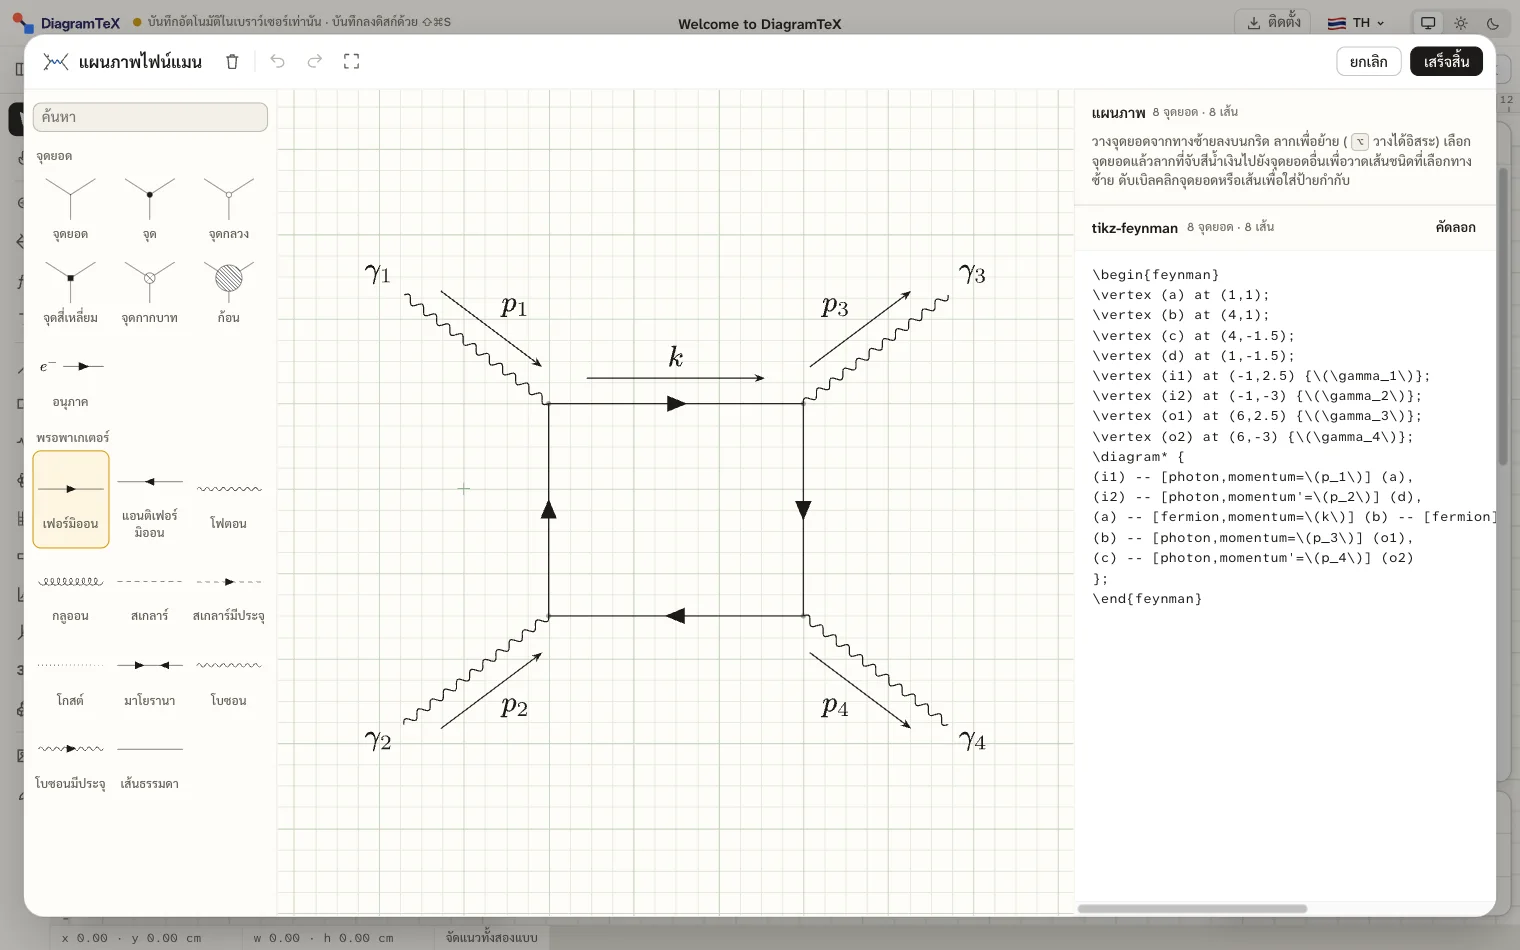 DiagramTeX
บันทึกอัตโนมัติในเบราว์เซอร์เท่านั้น · บันทึกลงดิสก์ด้วย ⇧⌘S
Welcome to DiagramTeX
ติดตั้ง
TH
แผนภาพไฟน์แมน
ยกเลิก
เสร็จสิ้น
12
ค้นหา
จุดยอด
จุดยอด
จุด
จุดกลวง
จุดสี่เหลี่ยม
จุดกากบาท
ก้อน
e⁻
อนุภาค
พรอพาเกเตอร์
เฟอร์มิออน
แอนติเฟอร์
มิออน
โฟตอน
กลูออน
สเกลาร์
สเกลาร์มีประจุ
โกสต์
มาโยรานา
โบซอน
โบซอนมีประจุ
เส้นธรรมดา
γ₁
p₁
k
p₃
γ₃
γ₂
p₂
p₄
γ₄
แผนภาพ 8 จุดยอด · 8 เส้น
วางจุดยอดจากทางซ้ายลงบนกริด ลากเพื่อย้าย ( ⌥ วางได้อิสระ) เลือก
จุดยอดแล้วลากที่จับสีน้ำเงินไปยังจุดยอดอื่นเพื่อวาดเส้นชนิดที่เลือกทาง
ซ้าย ดับเบิลคลิกจุดยอดหรือเส้นเพื่อใส่ป้ายกำกับ
tikz-feynman 8 จุดยอด · 8 เส้น
คัดลอก
\begin{feynman}
\vertex (a) at (1,1);
\vertex (b) at (4,1);
\vertex (c) at (4,-1.5);
\vertex (d) at (1,-1.5);
\vertex (i1) at (-1,2.5) {\(\gamma_1\)};
\vertex (i2) at (-1,-3) {\(\gamma_2\)};
\vertex (o1) at (6,2.5) {\(\gamma_3\)};
\vertex (o2) at (6,-3) {\(\gamma_4\)};
\diagram* {
(i1) -- [photon,momentum=\(p_1\)] (a),
(i2) -- [photon,momentum'=\(p_2\)] (d),
(a) -- [fermion,momentum=\(k\)] (b) -- [fermion]
(b) -- [photon,momentum=\(p_3\)] (o1),
(c) -- [photon,momentum'=\(p_4\)] (o2)
};
\end{feynman}
x 0.00 · y 0.00 cm
w 0.00 · h 0.00 cm
จัดแนวทั้งสองแบบ